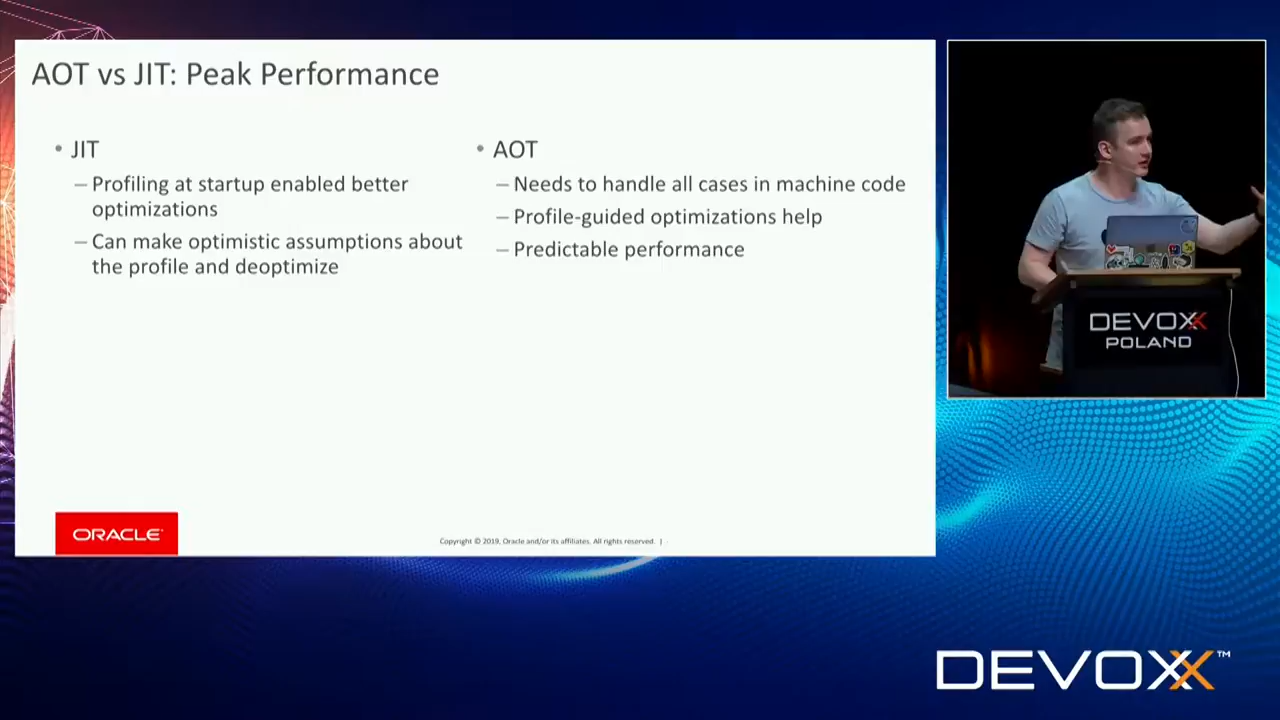 AOT vs JIT: Peak Performance
• JIT
– Profiling at startup enabled better
optimizations
– Can make optimistic assumptions about
the profile and deoptimize
• AOT
– Needs to handle all cases in machine code
– Profile-guided optimizations help
– Predictable performance
ORACLE
Copyright © 2019, Oracle and/or its affiliates. All rights reserved. |
DEVOXX
POLAND
DEVOXX™